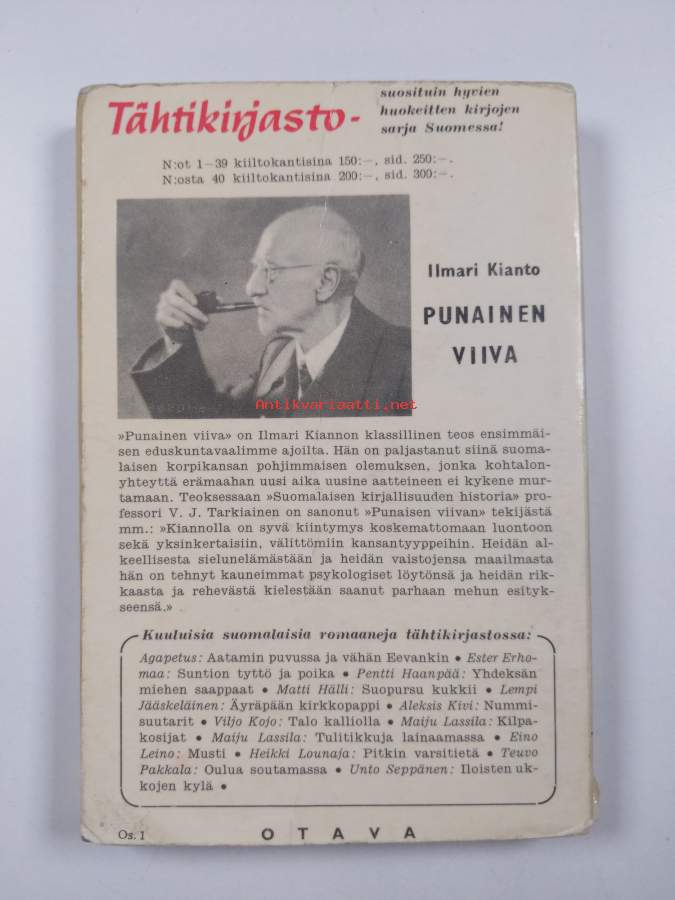 Tähtikirjasto-
suosituin hyvien
huokeitten kirjojen
sarja Suomessa!
N:ot 1–39 kiiltokantisina 150:–, sid. 250:–.
N:osta 40 kiiltokantisina 200:–, sid. 300:–.
Ilmari Kianto
PUNAINEN
VIIVA
Antikvariaatti.net
»Punainen viiva» on Ilmari Kiannon klassillinen teos ensimmäi-
sen eduskuntavaalimme ajoilta. Hän on paljastanut siinä suoma-
laisen korpikansan pohjimmaisen olemuksen, jonka kohtalon-
yhteyttä erämaahan uusi aika uusine aatteineen ei kykene mur-
tamaan. Teoksessaan »Suomalaisen kirjallisuuden historia» pro-
fessori V. J. Tarkiainen on sanonut »Punaisen viivan» tekijästä
mm.: »Kiannolla on syvä kiintymys koskemattomaan luontoon
sekä yksinkertaisiin, välittömiin kansantyyppeihin. Heidän al-
keellisesta sielunelämästään ja heidän vaistojensa maailmasta
hän on tehnyt kauneimmat psykologiset löytönsä ja heidän rik-
kaasta ja rehevästä kielestään saanut parhaan mehun esityk-
seensä.»
Kuuluisia suomalaisia romaaneja tähtikirjastossa:
Agapetus: Aatamin puvussa ja vähän Eevankin • Ester Erho-
maa: Suntion tyttö ja poika • Pentti Haanpää: Yhdeksän
miehen saappaat • Matti Hälli: Suopursu kukkii • Lempi
Jääskeläinen: Äyräpään kirkkopappi • Aleksis Kivi: Nummi-
suutarit • Viljo Kojo: Talo kalliolla • Maiju Lassila: Kilpa-
kosijat • Maiju Lassila: Tulitikkuja lainaamassa • Eino
Leino: Musti • Heikki Lounaja: Pitkin varsitietä • Teuvo
Pakkala: Oulua soutamassa • Unto Seppänen: Iloisten uk-
kojen kylä •
Os. 1
OTAVA